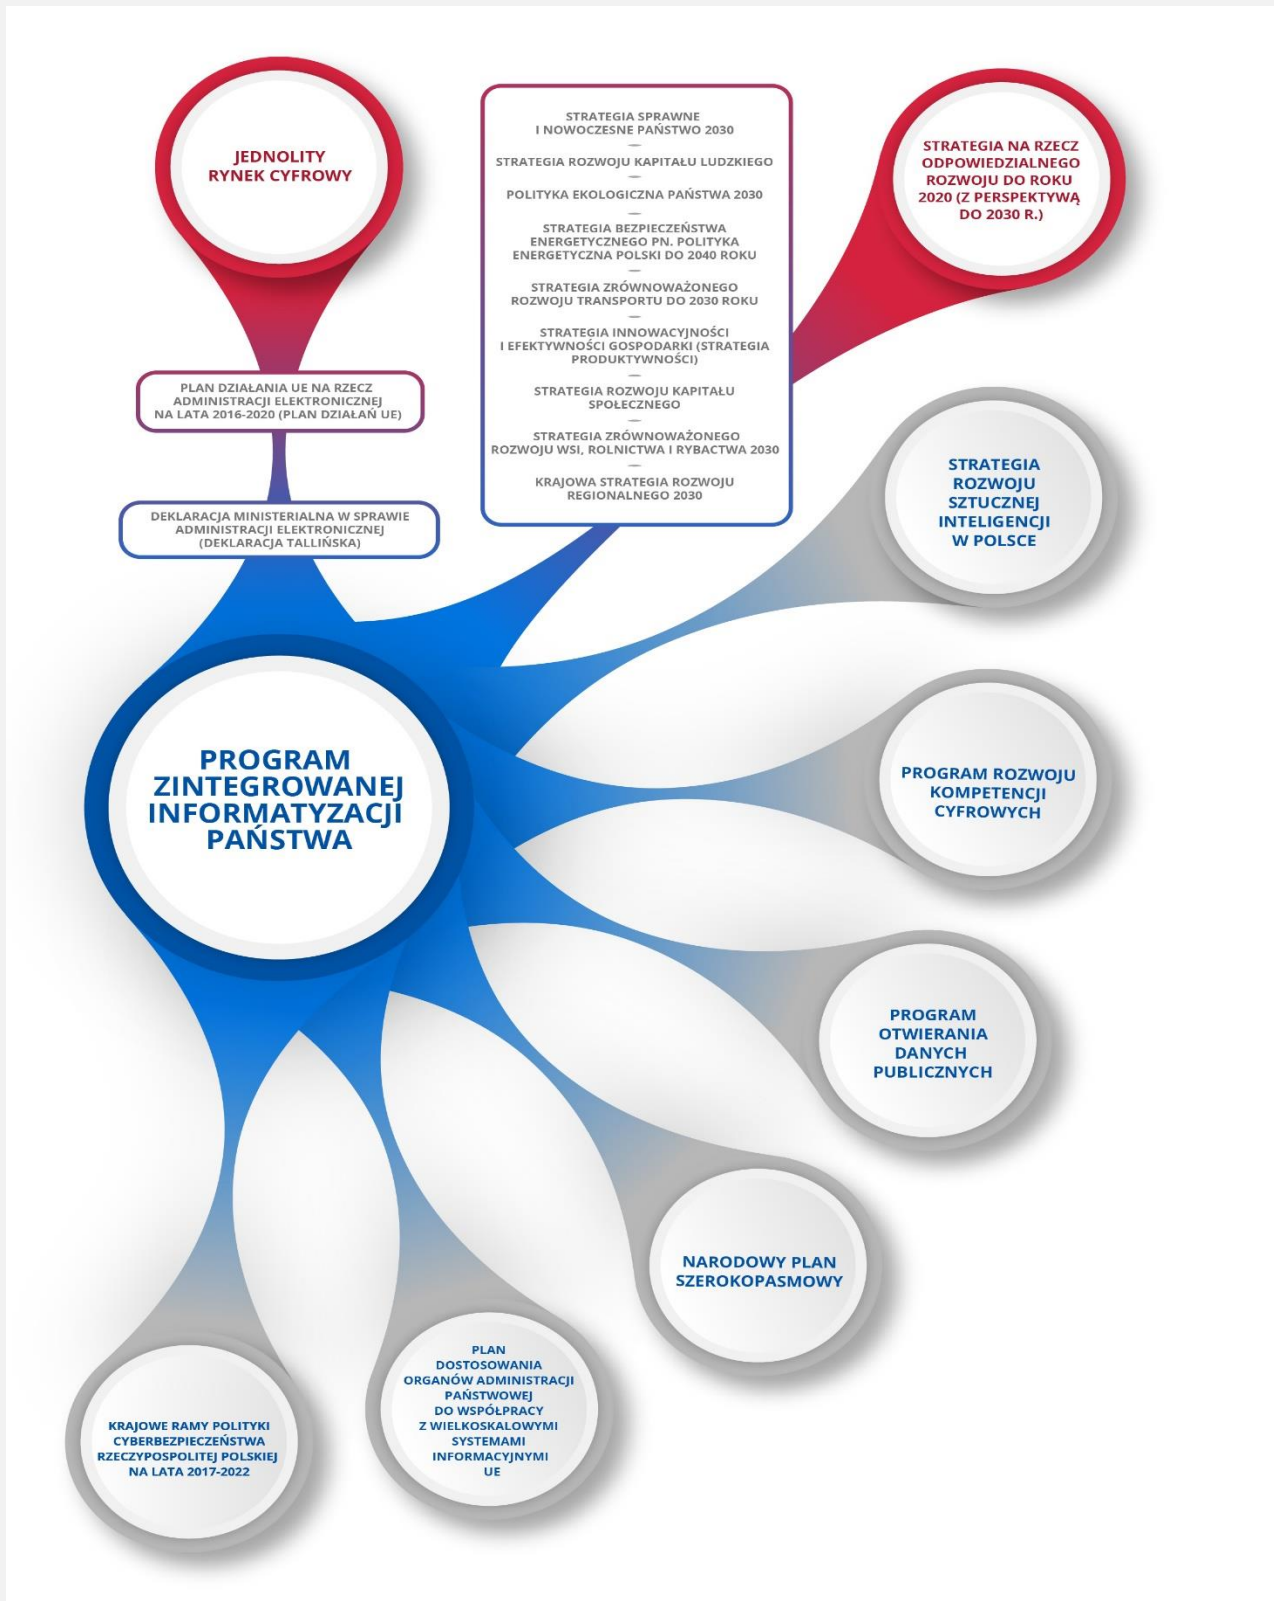 JEDNOLITY
RYNEK CYFROWY
PLAN DZIAŁANIA UE NA RZECZ
ADMINISTRACJI ELEKTRONICZNEJ
NA LATA 2016-2020 (PLAN DZIAŁAŃ UE)
DEKLARACJA MINISTERIALNA W SPRAWIE
ADMINISTRACJI ELEKTRONICZNEJ
(DEKLARACJA TALLIŃSKA)
STRATEGIA SPRAWNE
I NOWOCZESNE PAŃSTWO 2030
STRATEGIA ROZWOJU KAPITAŁU LUDZKIEGO
POLITYKA EKOLOGICZNA PAŃSTWA 2030
STRATEGIA BEZPIECZEŃSTWA
ENERGETYCZNEGO PN. POLITYKA
ENERGETYCZNA POLSKI DO 2040 ROKU
STRATEGIA ZRÓWNOWAŻONEGO
ROZWOJU TRANSPORTU DO 2030 ROKU
STRATEGIA INNOWACYJNOŚCI
I EFEKTYWNOŚCI GOSPODARKI (STRATEGIA
PRODUKTYWNOŚCI)
STRATEGIA ROZWOJU KAPITAŁU
SPOŁECZNEGO
STRATEGIA ZRÓWNOWAŻONEGO
ROZWOJU WSI, ROLNICTWA I RYBACTWA 2030
KRAJOWA STRATEGIA ROZWOJU
REGIONALNEGO 2030
STRATEGIA NA RZECZ
ODPOWIEDZIALNEGO
ROZWOJU DO ROKU
2020 (Z PERSPEKTYWĄ
DO 2030 R.)
STRATEGIA
ROZWOJU
SZTUCZNEJ
INTELIGENCJI
W POLSCE
PROGRAM
ZINTEGROWANEJ
INFORMATYZACJI
PAŃSTWA
PROGRAM ROZWOJU
KOMPETENCJI
CYFROWYCH
PROGRAM
OTWIERANIA
DANYCH
PUBLICZNYCH
NARODOWY PLAN
SZEROKOPASMOWY
PLAN
DOSTOSOWANIA
ORGANÓW ADMINISTRACJI
PAŃSTWOWEJ
DO WSPÓŁPRACY
Z WIELKOSKALOWYMI
SYSTEMAMI
INFORMACYJNYMI
UE
KRAJOWE RAMY POLITYKI
CYBERBEZPIECZEŃSTWA
RZECZYPOSPOLITEJ POLSKIEJ
NA LATA 2017-2022